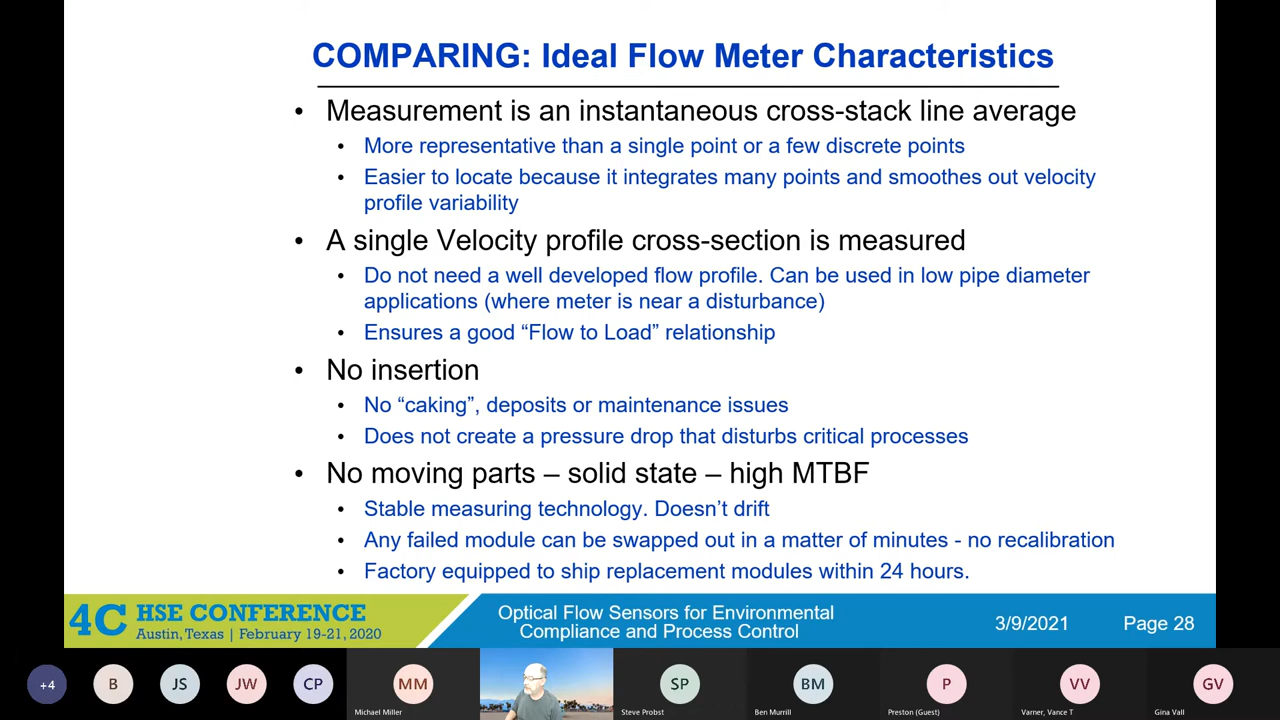 COMPARING: Ideal Flow Meter Characteristics
• Measurement is an instantaneous cross-stack line average
• More representative than a single point or a few discrete points
• Easier to locate because it integrates many points and smoothes out velocity
profile variability
• A single Velocity profile cross-section is measured
• Do not need a well developed flow profile. Can be used in low pipe diameter
applications (where meter is near a disturbance)
• Ensures a good “Flow to Load” relationship
• No insertion
• No “caking”, deposits or maintenance issues
• Does not create a pressure drop that disturbs critical processes
• No moving parts – solid state – high MTBF
• Stable measuring technology. Doesn’t drift
• Any failed module can be swapped out in a matter of minutes - no recalibration
• Factory equipped to ship replacement modules within 24 hours.
4C HSE CONFERENCE
Austin, Texas | February 19-21, 2020
Optical Flow Sensors for Environmental
Compliance and Process Control
3/9/2021
Page 28
+4
B
JS
JW
CP
MM
SP
BM
P
VV
GV
Michael Miller
Steve Probst
Ben Murrill
Preston (Guest)
Varner, Vance T
Gina Vall